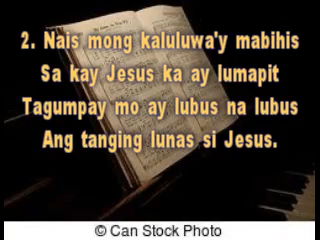 2. Nais mong kaluluwa'y mabihis
Sa kay Jesus ka ay lumapit
Tagumpay mo ay lubus na lubus
Ang tanging lunas si Jesus.
© Can Stock Photo